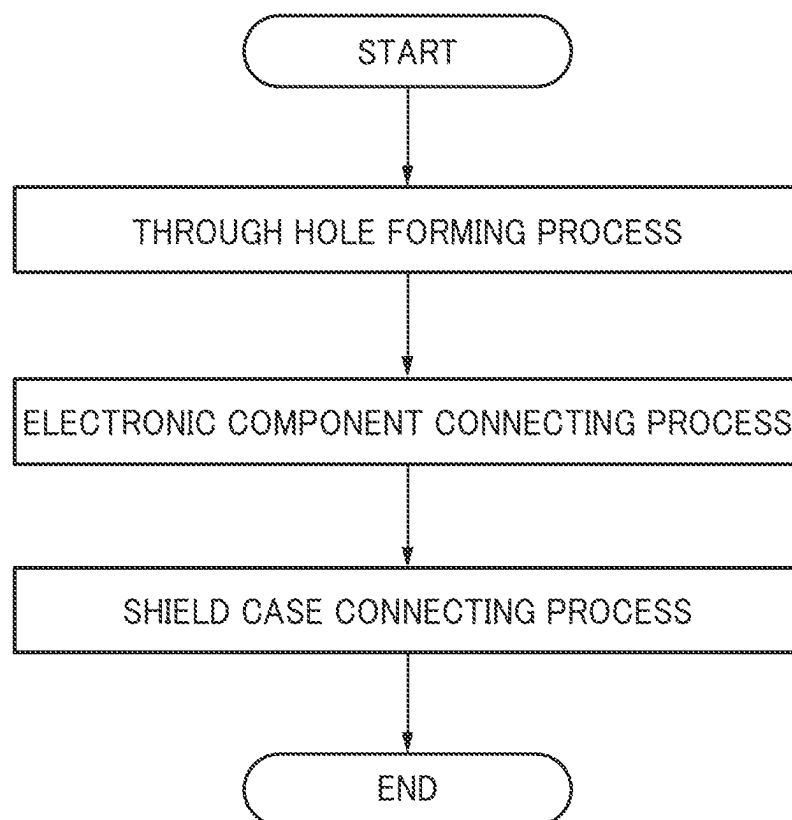 START
THROUGH HOLE FORMING PROCESS
ELECTRONIC COMPONENT CONNECTING PROCESS
SHIELD CASE CONNECTING PROCESS
END